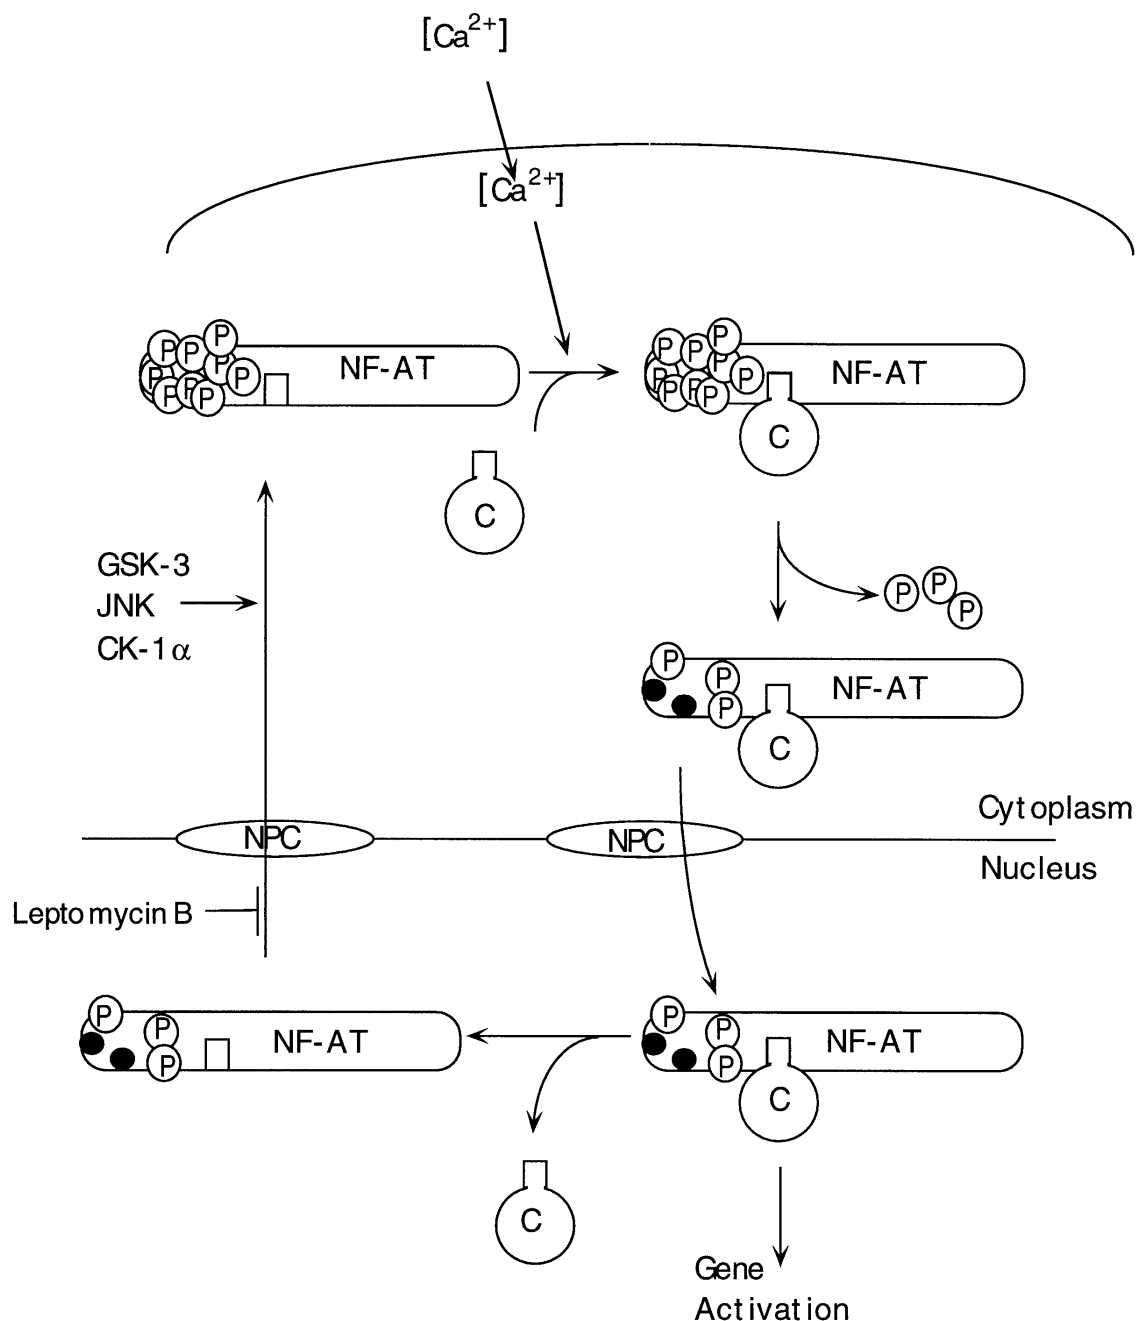 [Ca2+]
[Ca2+]
P P P P P P P P P NF-AT
P P P P P P P P P NF-AT
C
C
GSK-3
JNK
CK-1α
P P P
P P P NF-AT
C
Cytoplasm
NPC NPC
Nucleus
Leptomycin B
P P P NF-AT
P P P NF-AT
C
C
Gene
Activation